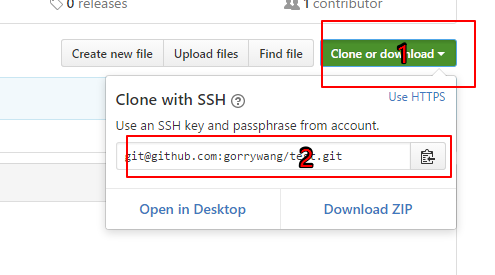 0 releases
1 contributor
Create new file
Upload files
Find file
Clone or download
1
Clone with SSH
Use HTTPS
Use an SSH key and passphrase from account.
git@github.com:gorrywang/test.git
2
Open in Desktop
Download ZIP